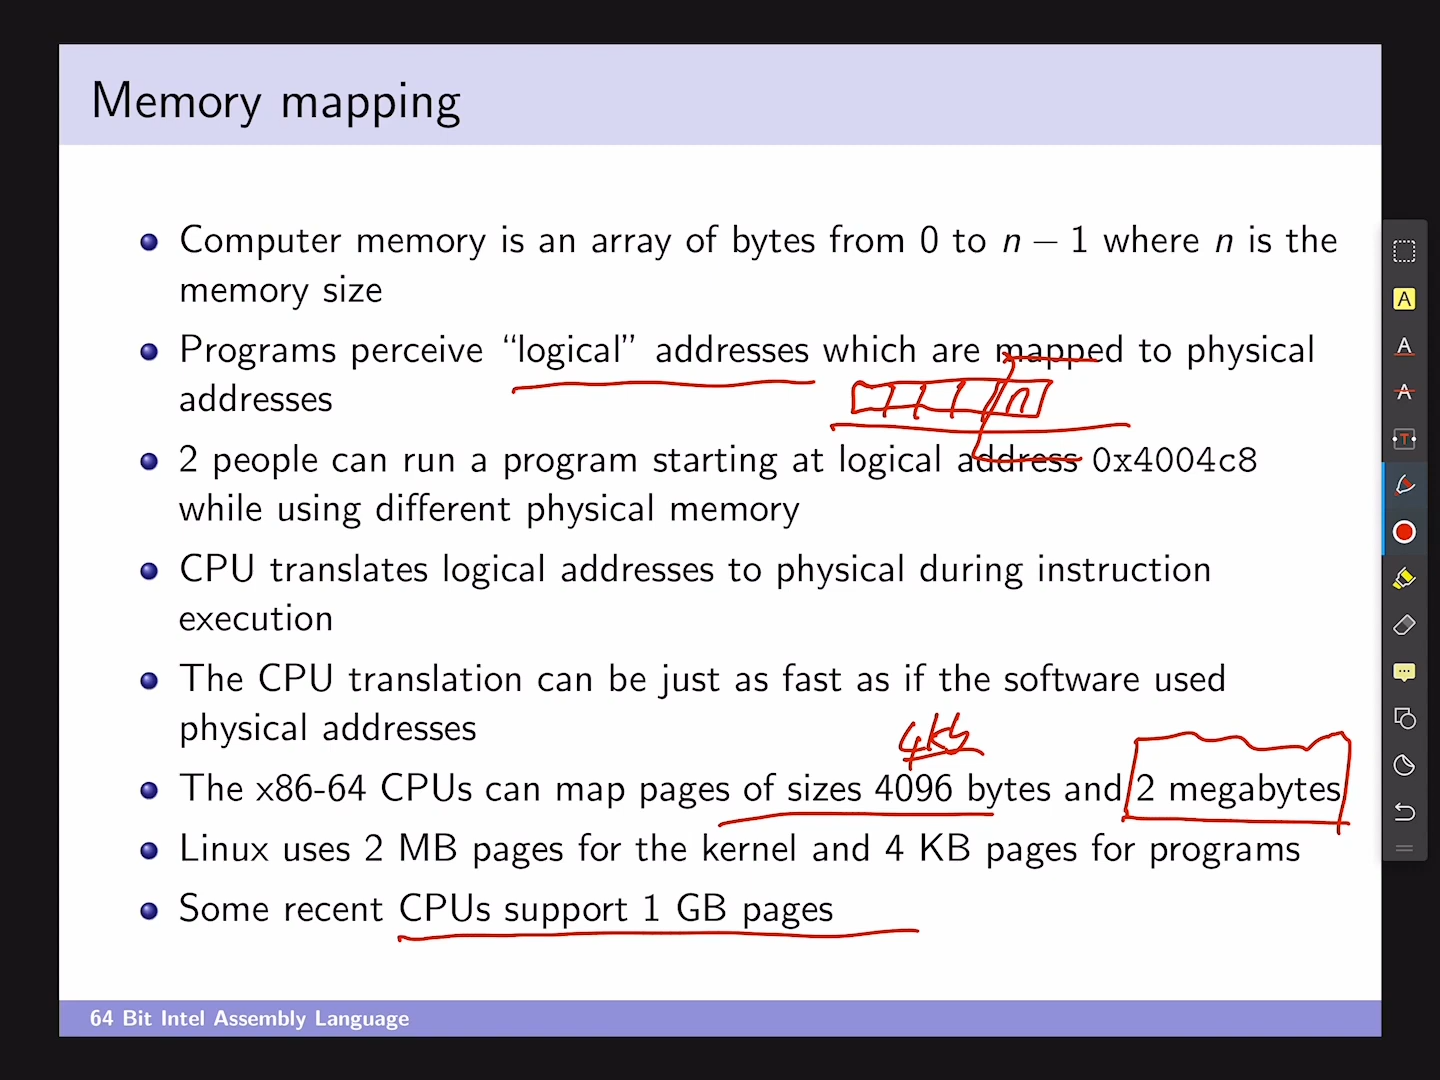 Memory mapping
Computer memory is an array of bytes from 0 to n − 1 where n is the
memory size
Programs perceive “logical” addresses which are mapped to physical
addresses
n
2 people can run a program starting at logical address 0x4004c8
while using different physical memory
CPU translates logical addresses to physical during instruction
execution
The CPU translation can be just as fast as if the software used
physical addresses
4kb
The x86-64 CPUs can map pages of sizes 4096 bytes and 2 megabytes
Linux uses 2 MB pages for the kernel and 4 KB pages for programs
Some recent CPUs support 1 GB pages
64 Bit Intel Assembly Language
A
A
A
T